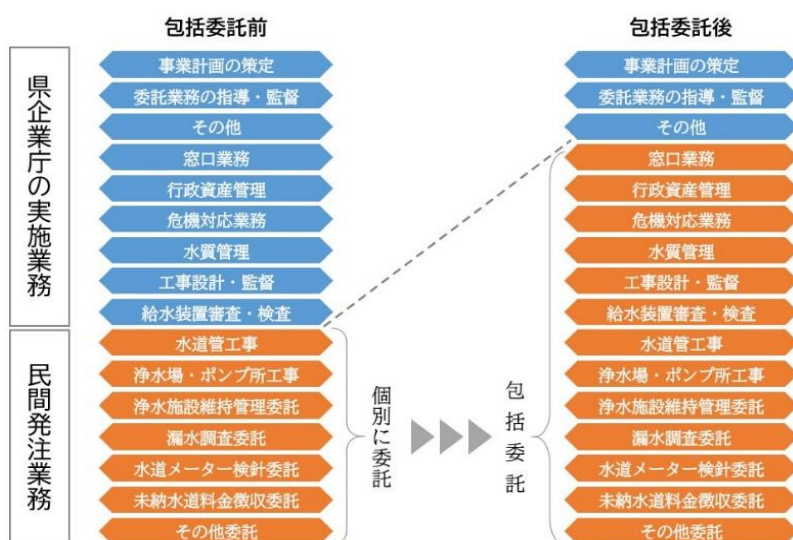 包括委託前
県企業庁の実施業務
事業計画の策定
委託業務の指導・監督
その他
窓口業務
行政資産管理
危機対応業務
水質管理
工事設計・監督
給水装置審査・検査
民間発注業務
水道管工事
浄水場・ポンプ所工事
浄水施設維持管理委託
漏水調査委託
水道メーター検針委託
未納水道料金徴収委託
その他委託
個別に委託
包括委託
包括委託後
事業計画の策定
委託業務の指導・監督
その他
窓口業務
行政資産管理
危機対応業務
水質管理
工事設計・監督
給水装置審査・検査
水道管工事
浄水場・ポンプ所工事
浄水施設維持管理委託
漏水調査委託
水道メーター検針委託
未納水道料金徴収委託
その他委託